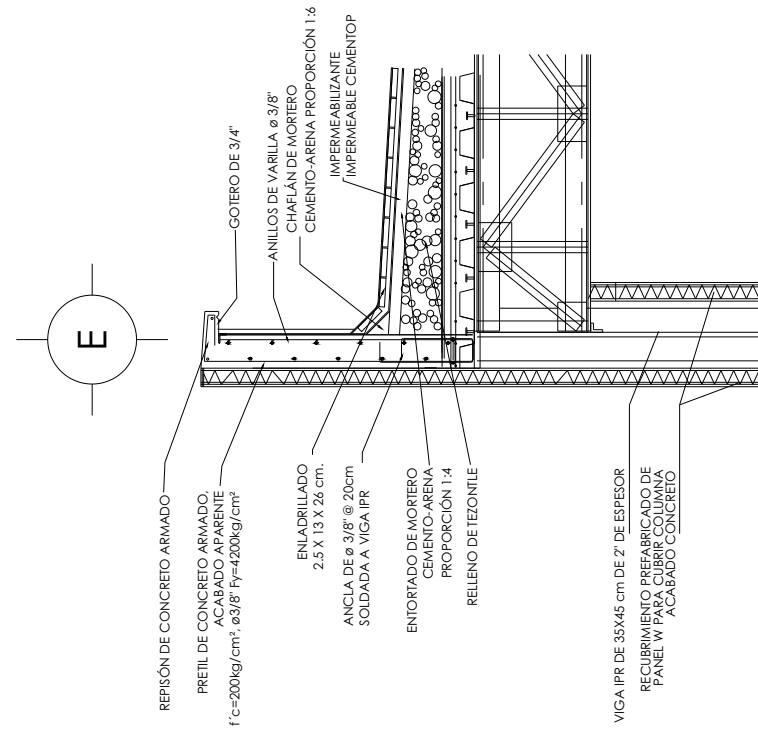 E
GOTERO DE 3/4"
ANILLOS DE VARILLA ø 3/8"
CHAFLÁN DE MORTERO
CEMENTO-ARENA PROPORCIÓN 1:6
IMPERMEABILIZANTE
IMPERMEABLE CEMENTOP
REPISÓN DE CONCRETO ARMADO
PRETIL DE CONCRETO ARMADO,
ACABADO APARENTE
f´c=200kg/cm², ø3/8" Fy=4200kg/cm²
ENLADRILLADO
2.5 X 13 X 26 cm.
ANCLA DE ø 3/8" @ 20cm
SOLDADA A VIGA IPR
ENTORTADO DE MORTERO
CEMENTO-ARENA
PROPORCIÓN 1:4
RELLENO DE TEZONTLE
VIGA IPR DE 35X45 cm DE 2" DE ESPESOR
RECUBRIMIENTO PREFABRICADO DE
PANEL W PARA CUBRIR COLUMNA
ACABADO CONCRETO